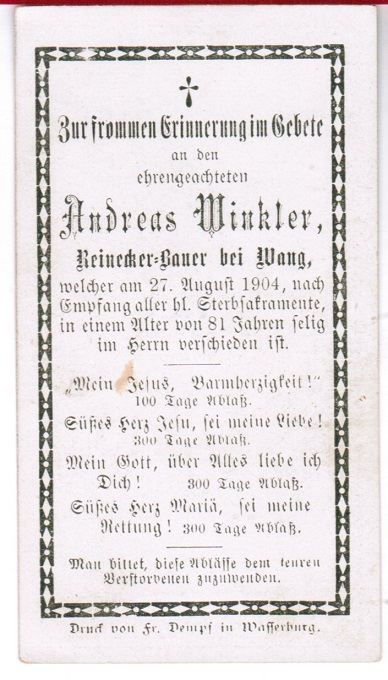 Zur frommen Erinnerung im Gebete
an den
ehrengeachteten
Andreas Winkler,
Reinecker-Bauer bei Wang,
welcher am 27. August 1904, nach
Empfang aller hl. Sterbsakramente,
in einem Alter von 81 Jahren selig
im Herrn verschieden ist.
„Mein Jesus, Barmherzigkeit!"
100 Tage Ablaß.
Süßes Herz Jesu, sei meine Liebe!
300 Tage Ablaß.
Mein Gott, über Alles liebe ich
Dich! 300 Tage Ablaß.
Süßes Herz Mariä, sei meine
Rettung! 300 Tage Ablaß.
Man bittet, diese Ablässe dem teuren
Verstorbenen zuzuwenden.
Druck von Fr. Dempf in Wasserburg.